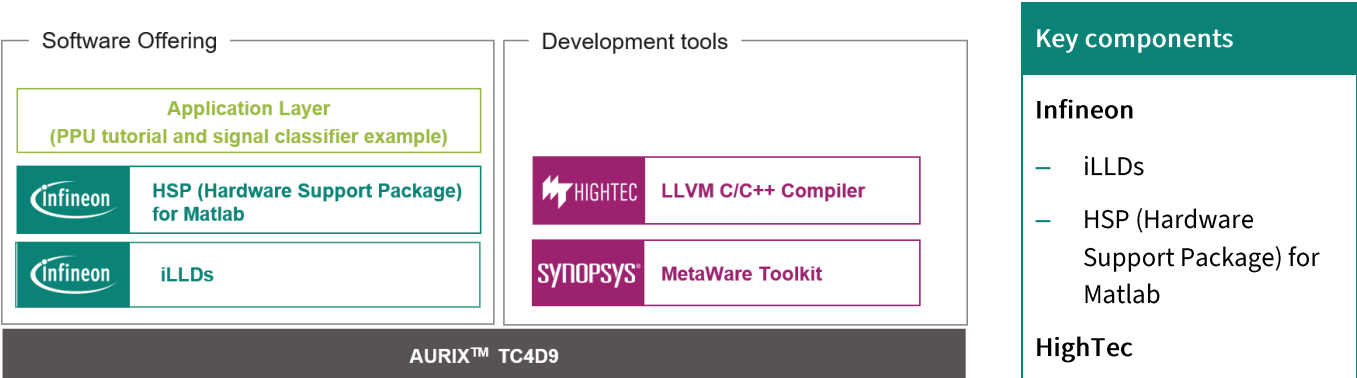 Software Offering
Application Layer
(PPU tutorial and signal classifier example)
infineon
HSP (Hardware Support Package)
for Matlab
infineon
iLLDs
Development tools
HIGHTEC
LLVM C/C++ Compiler
SYNOPSYS®
MetaWare Toolkit
AURIX™ TC4D9
Key components
Infineon
– iLLDs
– HSP (Hardware
Support Package) for
Matlab
HighTec